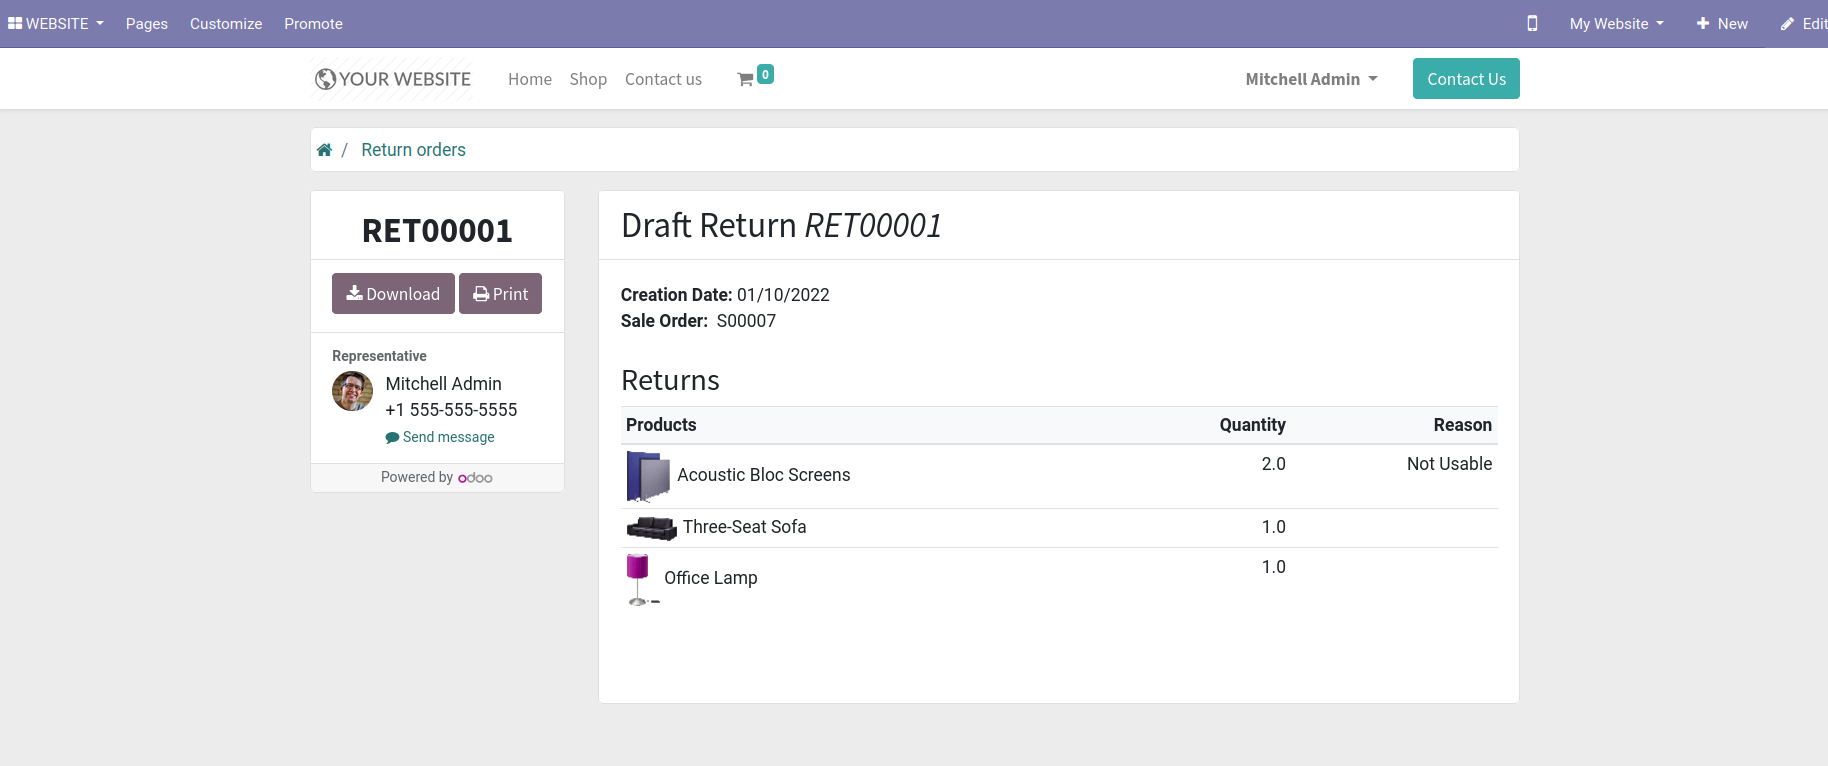 WEBSITE Pages Customize Promote My Website New Edit
YOUR WEBSITE Home Shop Contact us 0 Mitchell Admin Contact Us
/ Return orders
RET00001
Download Print
Representative
Mitchell Admin
+1 555-555-5555
Send message
Powered by odoo
Draft Return RET00001
Creation Date: 01/10/2022
Sale Order: S00007
Returns
Products Quantity Reason
Acoustic Bloc Screens 2.0 Not Usable
Three-Seat Sofa 1.0
Office Lamp 1.0